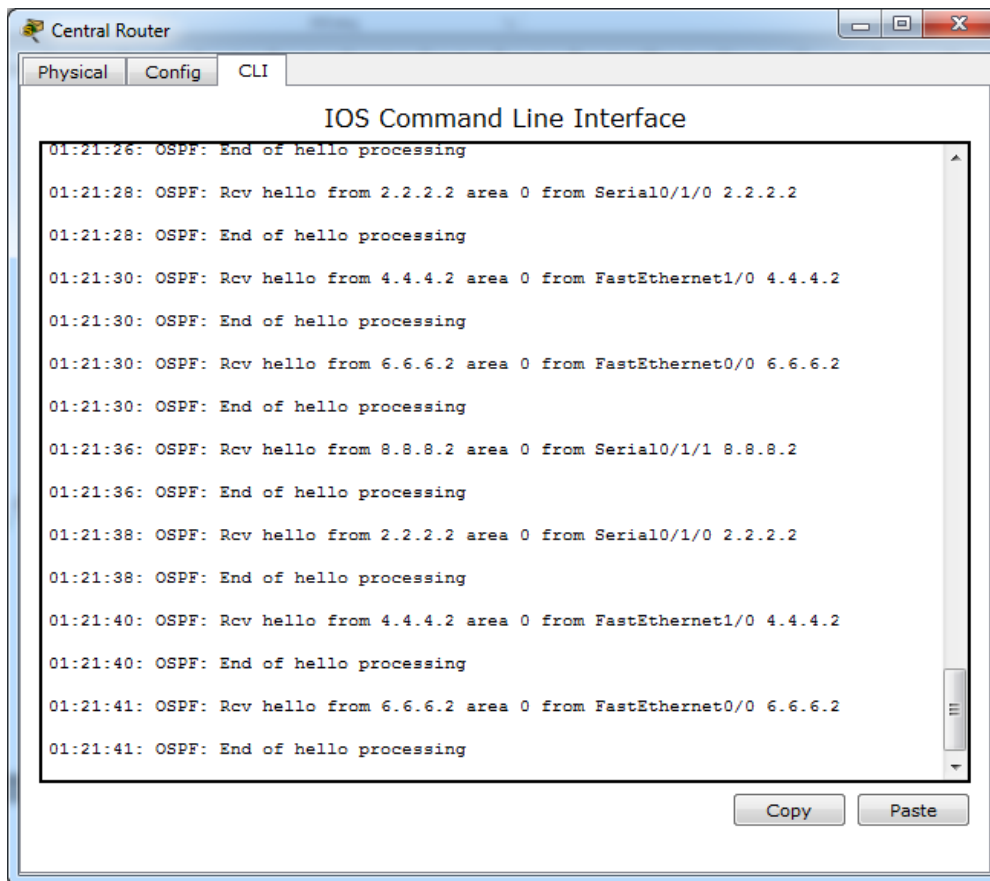 Central Router
Physical Config CLI
IOS Command Line Interface
01:21:26: OSPF: End of hello processing
01:21:28: OSPF: Rcv hello from 2.2.2.2 area 0 from Serial0/1/0 2.2.2.2
01:21:28: OSPF: End of hello processing
01:21:30: OSPF: Rcv hello from 4.4.4.2 area 0 from FastEthernet1/0 4.4.4.2
01:21:30: OSPF: End of hello processing
01:21:30: OSPF: Rcv hello from 6.6.6.2 area 0 from FastEthernet0/0 6.6.6.2
01:21:30: OSPF: End of hello processing
01:21:36: OSPF: Rcv hello from 8.8.8.2 area 0 from Serial0/1/1 8.8.8.2
01:21:36: OSPF: End of hello processing
01:21:38: OSPF: Rcv hello from 2.2.2.2 area 0 from Serial0/1/0 2.2.2.2
01:21:38: OSPF: End of hello processing
01:21:40: OSPF: Rcv hello from 4.4.4.2 area 0 from FastEthernet1/0 4.4.4.2
01:21:40: OSPF: End of hello processing
01:21:41: OSPF: Rcv hello from 6.6.6.2 area 0 from FastEthernet0/0 6.6.6.2
01:21:41: OSPF: End of hello processing
Copy Paste